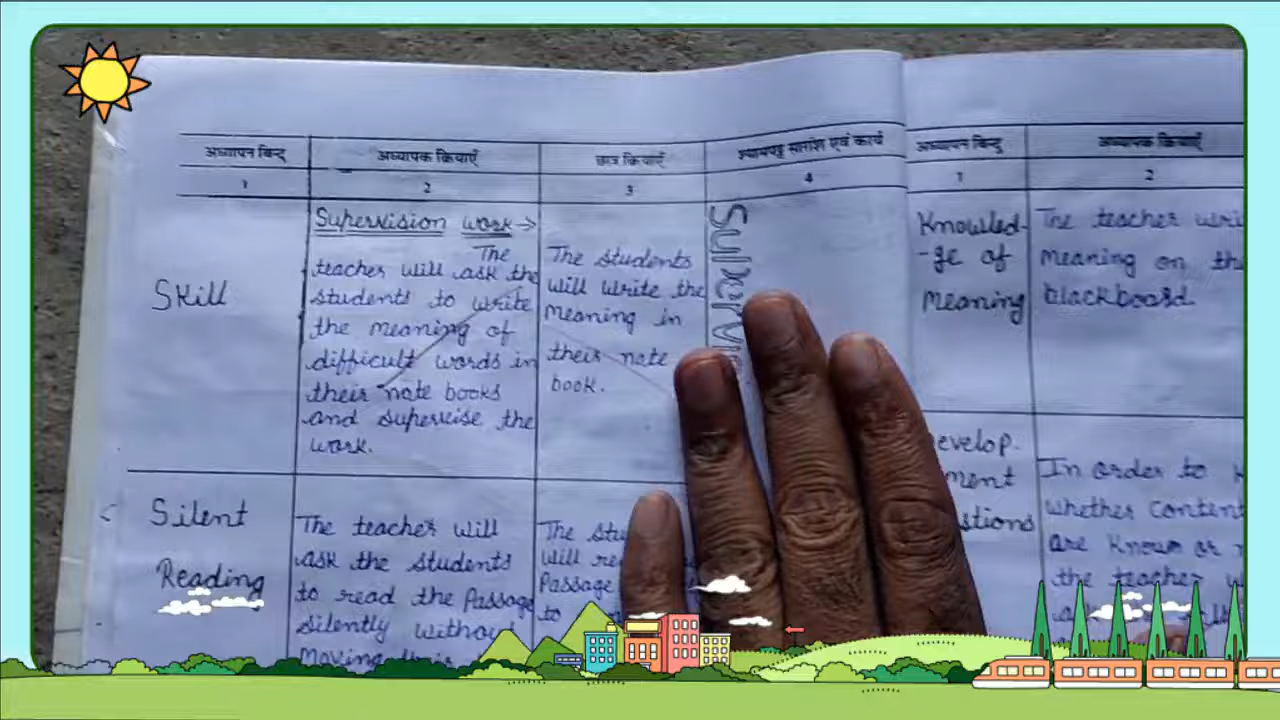 अध्यापन बिन्दु अध्यापक क्रियाएँ छात्र क्रियाएँ श्यामपट्ट सारांश एवं कार्य
1 2 3 4
Skill
Supervision work →
The
teacher will ask the
students to write
the meaning of
difficult words in
their note books
and supervise the
work.
The students
will write the
meaning in
their note
book.
Silent
Reading
The teacher will
ask the students
to read the Passage
silently without
moving their
The
will
Passage
to
अध्यापन बिन्दु अध्यापक क्रियाएँ
1 2
Knowled-
-ge of
Meaning
The teacher
meaning on
blackboard.
In order to
whether Content
are known or
the teacher